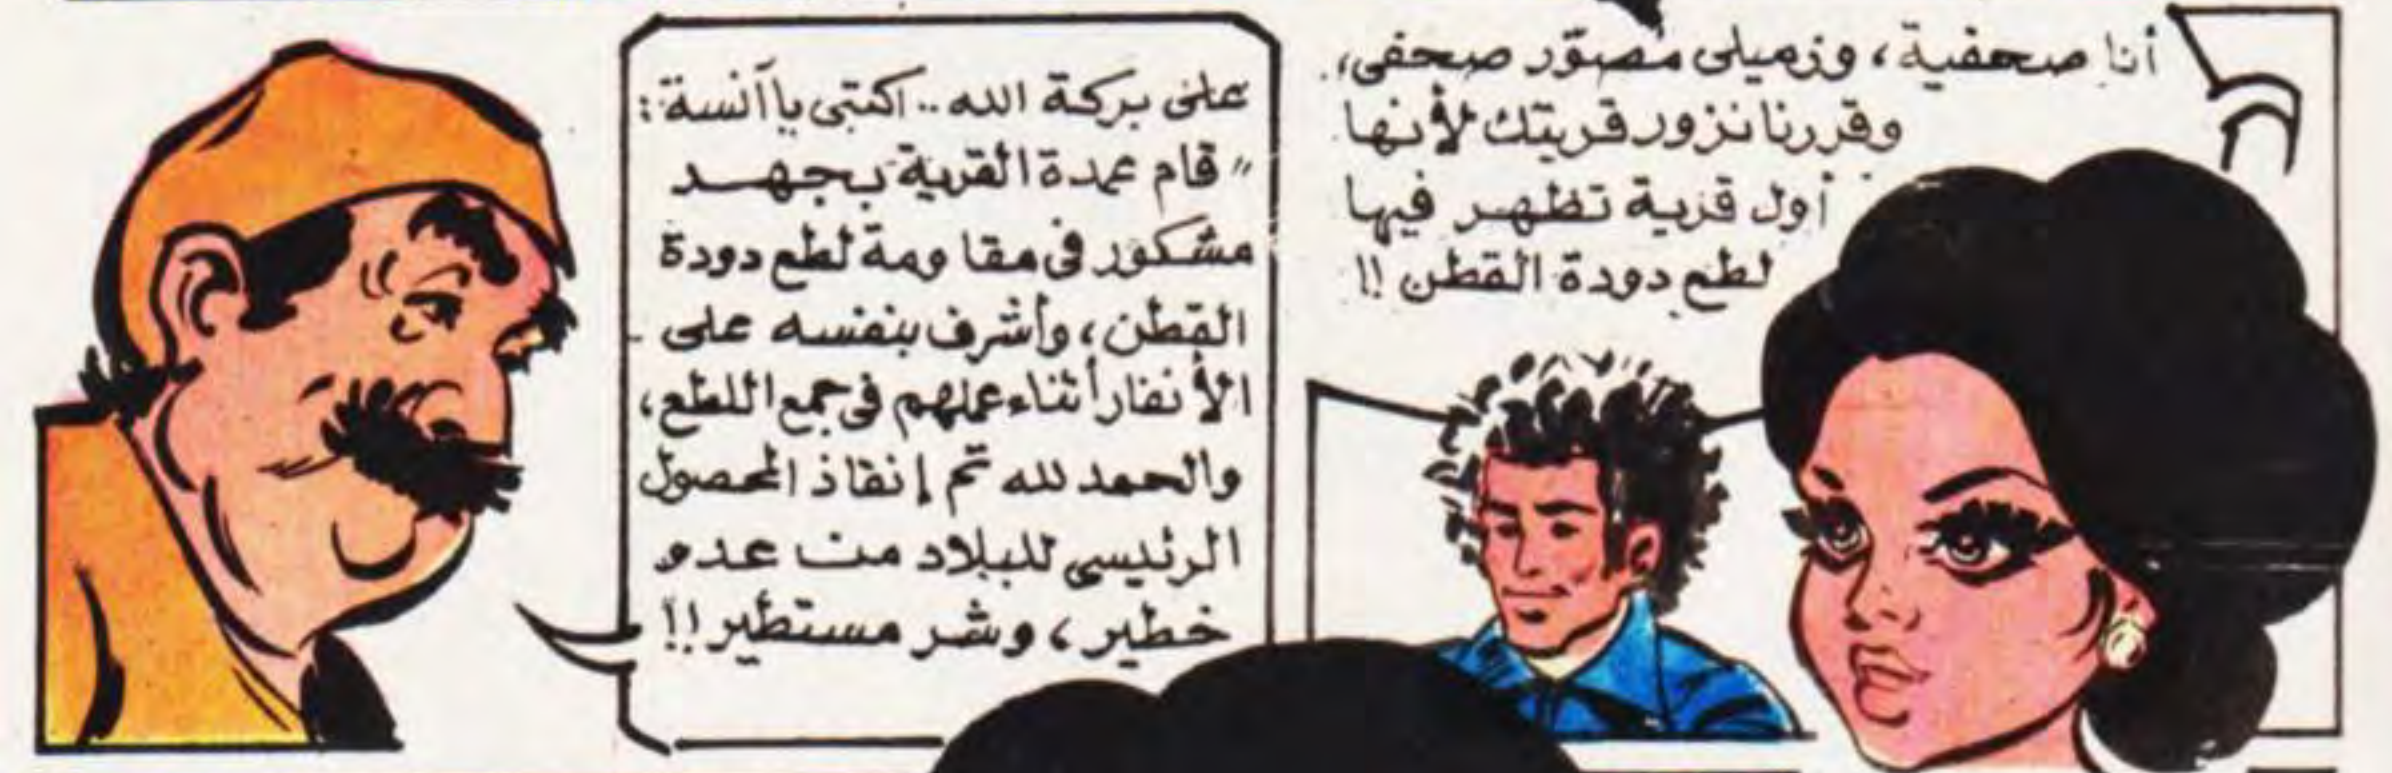 أنا صحفية، وزميلى مصوّر صحفى،
وقررنا نزور قريتك لأنها
أول قرية تظهر فيها
لطع دودة القطن !!
على بركة الله .. اكتبى يا آنسة :
" قام عمدة القرية بجهد
مشكور فى مقاومة لطع دودة
القطن، وأشرف بنفسه على
الأنفار أثناء عملهم فى جمع اللطع،
والحمد لله تم إنقاذ المحصول
الرئيسى للبلاد من عدو
خطير، وشر مستطير !!